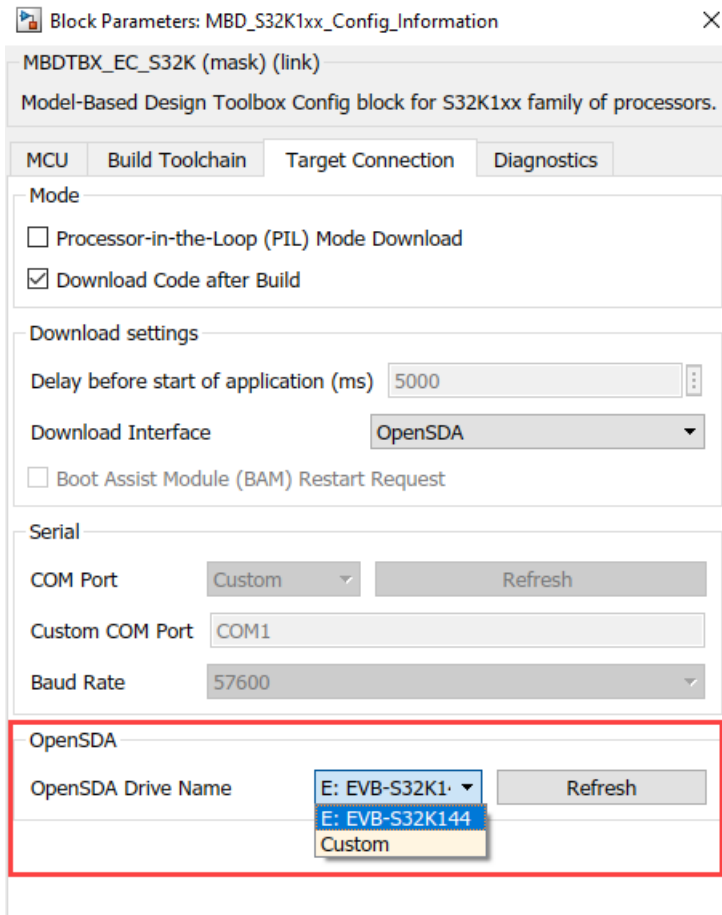 Block Parameters: MBD_S32K1xx_Config_Information
MBDTBX_EC_S32K (mask) (link)
Model-Based Design Toolbox Config block for S32K1xx family of processors.
MCU Build Toolchain Target Connection Diagnostics
Mode
Processor-in-the-Loop (PIL) Mode Download
Download Code after Build
Download settings
Delay before start of application (ms) 5000
Download Interface OpenSDA
Boot Assist Module (BAM) Restart Request
Serial
COM Port Custom Refresh
Custom COM Port COM1
Baud Rate 57600
OpenSDA
OpenSDA Drive Name E: EVB-S32K1 Refresh
E: EVB-S32K144
Custom